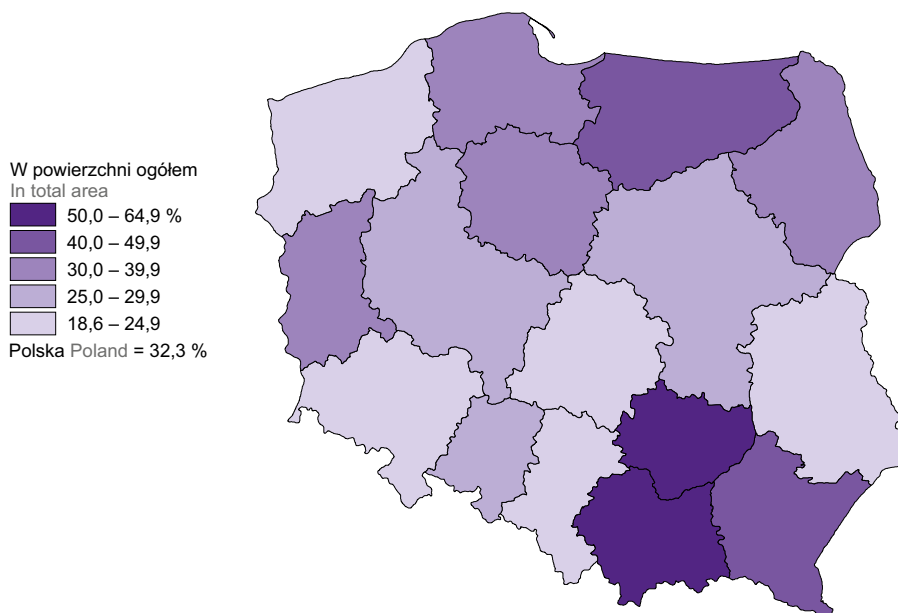 W powierzchni ogółem
In total area
50,0 – 64,9 %
40,0 – 49,9
30,0 – 39,9
25,0 – 29,9
18,6 – 24,9
Polska Poland = 32,3 %